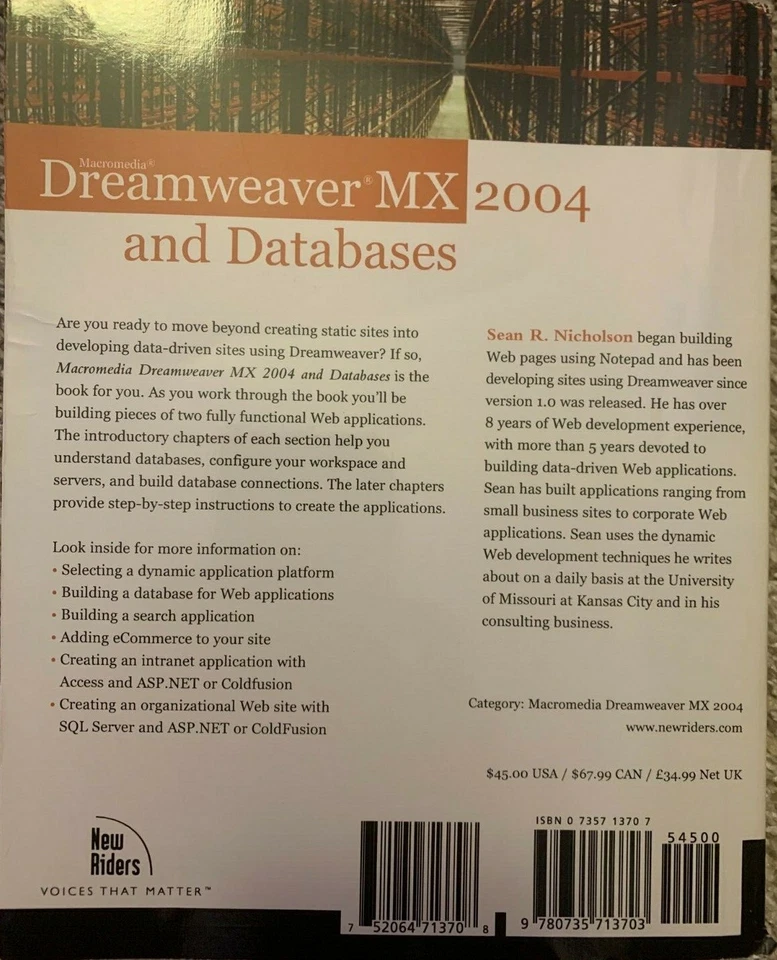 Macromedia®
Dreamweaver® MX 2004
and Databases
Are you ready to move beyond creating static sites into
developing data-driven sites using Dreamweaver? If so,
Macromedia Dreamweaver MX 2004 and Databases is the
book for you. As you work through the book you'll be
building pieces of two fully functional Web applications.
The introductory chapters of each section help you
understand databases, configure your workspace and
servers, and build database connections. The later chapters
provide step-by-step instructions to create the applications.
Look inside for more information on:
• Selecting a dynamic application platform
• Building a database for Web applications
• Building a search application
• Adding eCommerce to your site
• Creating an intranet application with
Access and ASP.NET or Coldfusion
• Creating an organizational Web site with
SQL Server and ASP.NET or ColdFusion
Sean R. Nicholson began building
Web pages using Notepad and has been
developing sites using Dreamweaver since
version 1.0 was released. He has over
8 years of Web development experience,
with more than 5 years devoted to
building data-driven Web applications.
Sean has built applications ranging from
small business sites to corporate Web
applications. Sean uses the dynamic
Web development techniques he writes
about on a daily basis at the University
of Missouri at Kansas City and in his
consulting business.
Category: Macromedia Dreamweaver MX 2004
www.newriders.com
$45.00 USA / $67.99 CAN / £34.99 Net UK
New
Riders
VOICES THAT MATTER™
7 52064 71370 8
ISBN 0 7357 1370 7
54500
9 780735 713703